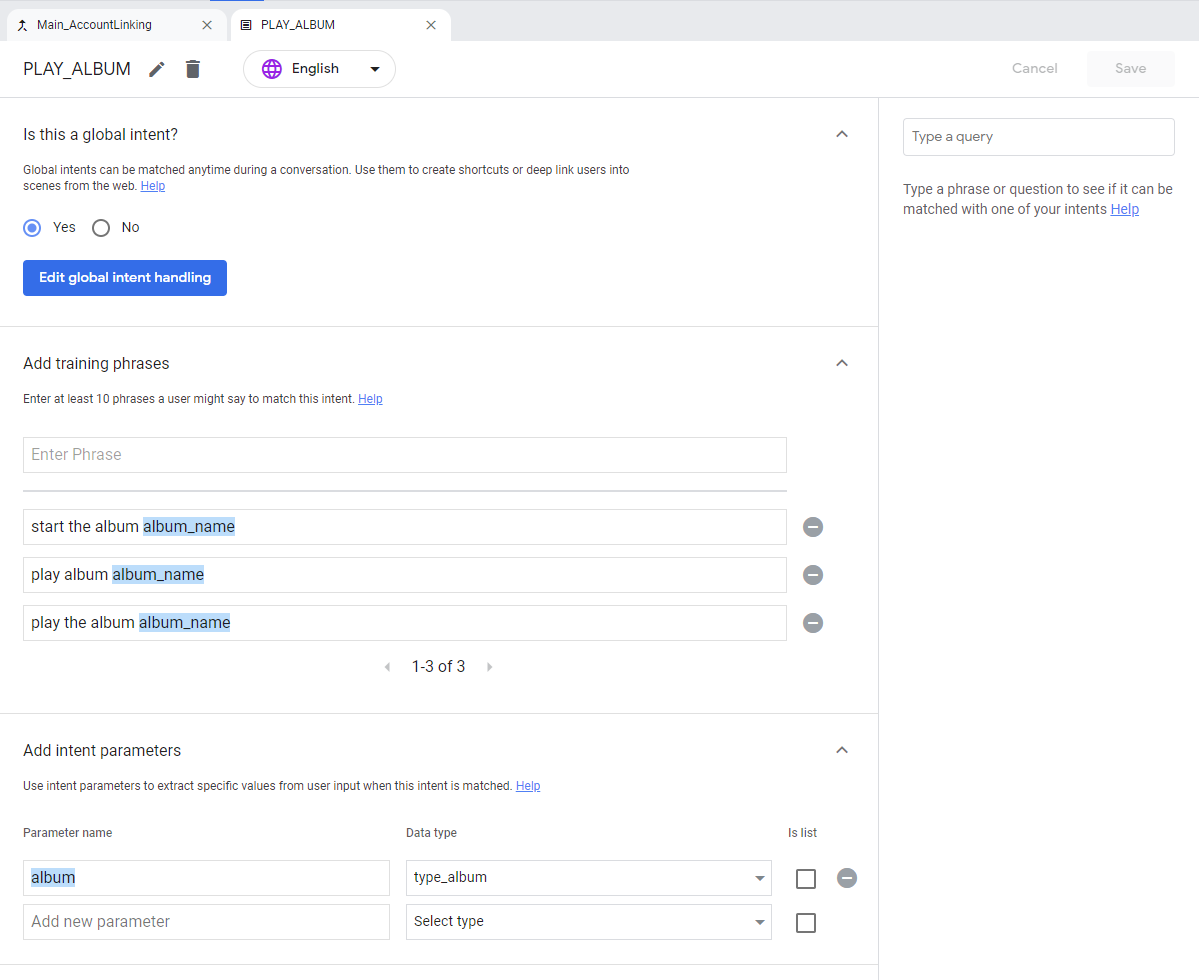 Main_AccountLinking
PLAY_ALBUM
PLAY_ALBUM
English
Cancel
Save
Is this a global intent?
Global intents can be matched anytime during a conversation. Use them to create shortcuts or deep link users into
scenes from the web. Help
Yes
No
Edit global intent handling
Add training phrases
Enter at least 10 phrases a user might say to match this intent. Help
Enter Phrase
start the album album_name
play album album_name
play the album album_name
1-3 of 3
Add intent parameters
Use intent parameters to extract specific values from user input when this intent is matched. Help
Parameter name
Data type
Is list
album
type_album
Add new parameter
Select type
Type a query
Type a phrase or question to see if it can be
matched with one of your intents Help